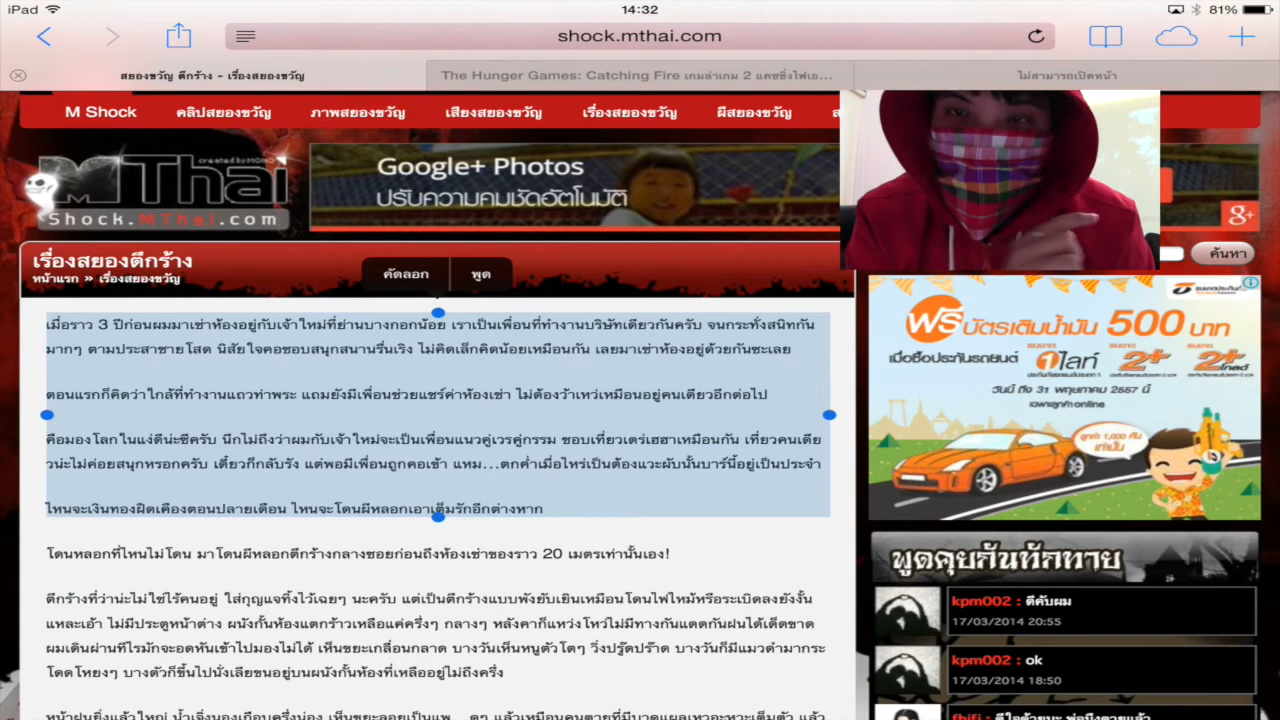 iPad 14:32 81%
shock.mthai.com
สยองขวัญ ตึกร้าง - เรื่องสยองขวัญ
The Hunger Games: Catching Fire เกมล่าเกม 2 แคชชิ่งไฟเอ...
ไม่สามารถเปิดหน้า
M Shock คลิปสยองขวัญ ภาพสยองขวัญ เสียงสยองขวัญ เรื่องสยองขวัญ ผีสยองขวัญ
created by MONO
MThai
Shock.MThai.com
Google+ Photos
ปรับความคมชัดอัตโนมัติ
g+
เรื่องสยองตึกร้าง
หน้าแรก » เรื่องสยองขวัญ
คัดลอก พูด
ค้นหา
เมื่อราว 3 ปีก่อนผมมาเช่าห้องอยู่กับเจ้าใหม่ที่ย่านบางกอกน้อย เราเป็นเพื่อนที่ทำงานบริษัทเดียวกันครับ จนกระทั่งสนิทกัน
มากๆ ตามประสาชายโสด นิสัยใจคอชอบสนุกสนานรื่นเริง ไม่คิดเล็กคิดน้อยเหมือนกัน เลยมาเช่าห้องอยู่ด้วยกันซะเลย
ตอนแรกก็คิดว่าใกล้ที่ทำงานแถวท่าพระ แถมยังมีเพื่อนช่วยแชร์ค่าห้องเช่า ไม่ต้องว้าเหว่เหมือนอยู่คนเดียวอีกต่อไป
คือมองโลกในแง่ดีน่ะซีครับ นึกไม่ถึงว่าผมกับเจ้าใหม่จะเป็นเพื่อนแนวคู่เวรคู่กรรม ชอบเที่ยวเตร่เฮฮาเหมือนกัน เที่ยวคนเดีย
วน่ะไม่ค่อยสนุกหรอกครับ เดี๋ยวก็กลับรัง แต่พอมีเพื่อนถูกคอเข้า แหม...ตกค่ำเมื่อไหร่เป็นต้องแวะผับนั้นบาร์นี้อยู่เป็นประจำ
ไหนจะเงินทองฝืดเคืองตอนปลายเดือน ไหนจะโดนผีหลอกเอาเต็มรักอีกต่างหาก
โดนหลอกที่ไหนไม่โดน มาโดนผีหลอกตึกร้างกลางซอยก่อนถึงห้องเช่าของราว 20 เมตรเท่านั้นเอง!
ตึกร้างที่ว่าน่ะไม่ใช่ไร้คนอยู่ ใส่กุญแจทิ้งไว้เฉยๆ นะครับ แต่เป็นตึกร้างแบบพังยับเยินเหมือนโดนไฟไหม้หรือระเบิดลงยังงั้น
แหละเอ้า ไม่มีประตูหน้าต่าง ผนังกั้นห้องแตกร้าวเหลือแค่ครึ่งๆ กลางๆ หลังคาก็แหว่งโหว่ไม่มีทางกันแดดกันฝนได้เด็ดขาด
ผมเดินผ่านทีไรมักจะอดหันเข้าไปมองไม่ได้ เห็นขยะเกลื่อนกลาด บางวันเห็นหนูตัวโตๆ วิ่งปรู๊ดปร๊าด บางวันก็มีแมวดำมากระ
โดดโหยงๆ บางตัวก็ขึ้นไปนั่งเลียขนอยู่บนผนังกั้นห้องที่เหลืออยู่ไม่ถึงครึ่ง
ฟรี บัตรเติมน้ำมัน 500 บาท
เมื่อซื้อประกันรถยนต์ 1 ไลท์ 2+ 2+
วันนี้ ถึง 31 พฤษภาคม 2557 นี้
เฉพาะลูกค้า online
ลูกค้า 1,000 คัน
เท่านั้น
พูดคุยกันทักทาย
kpm002 : ตีคับผม
17/03/2014 20:55
kpm002 : ok
17/03/2014 18:50